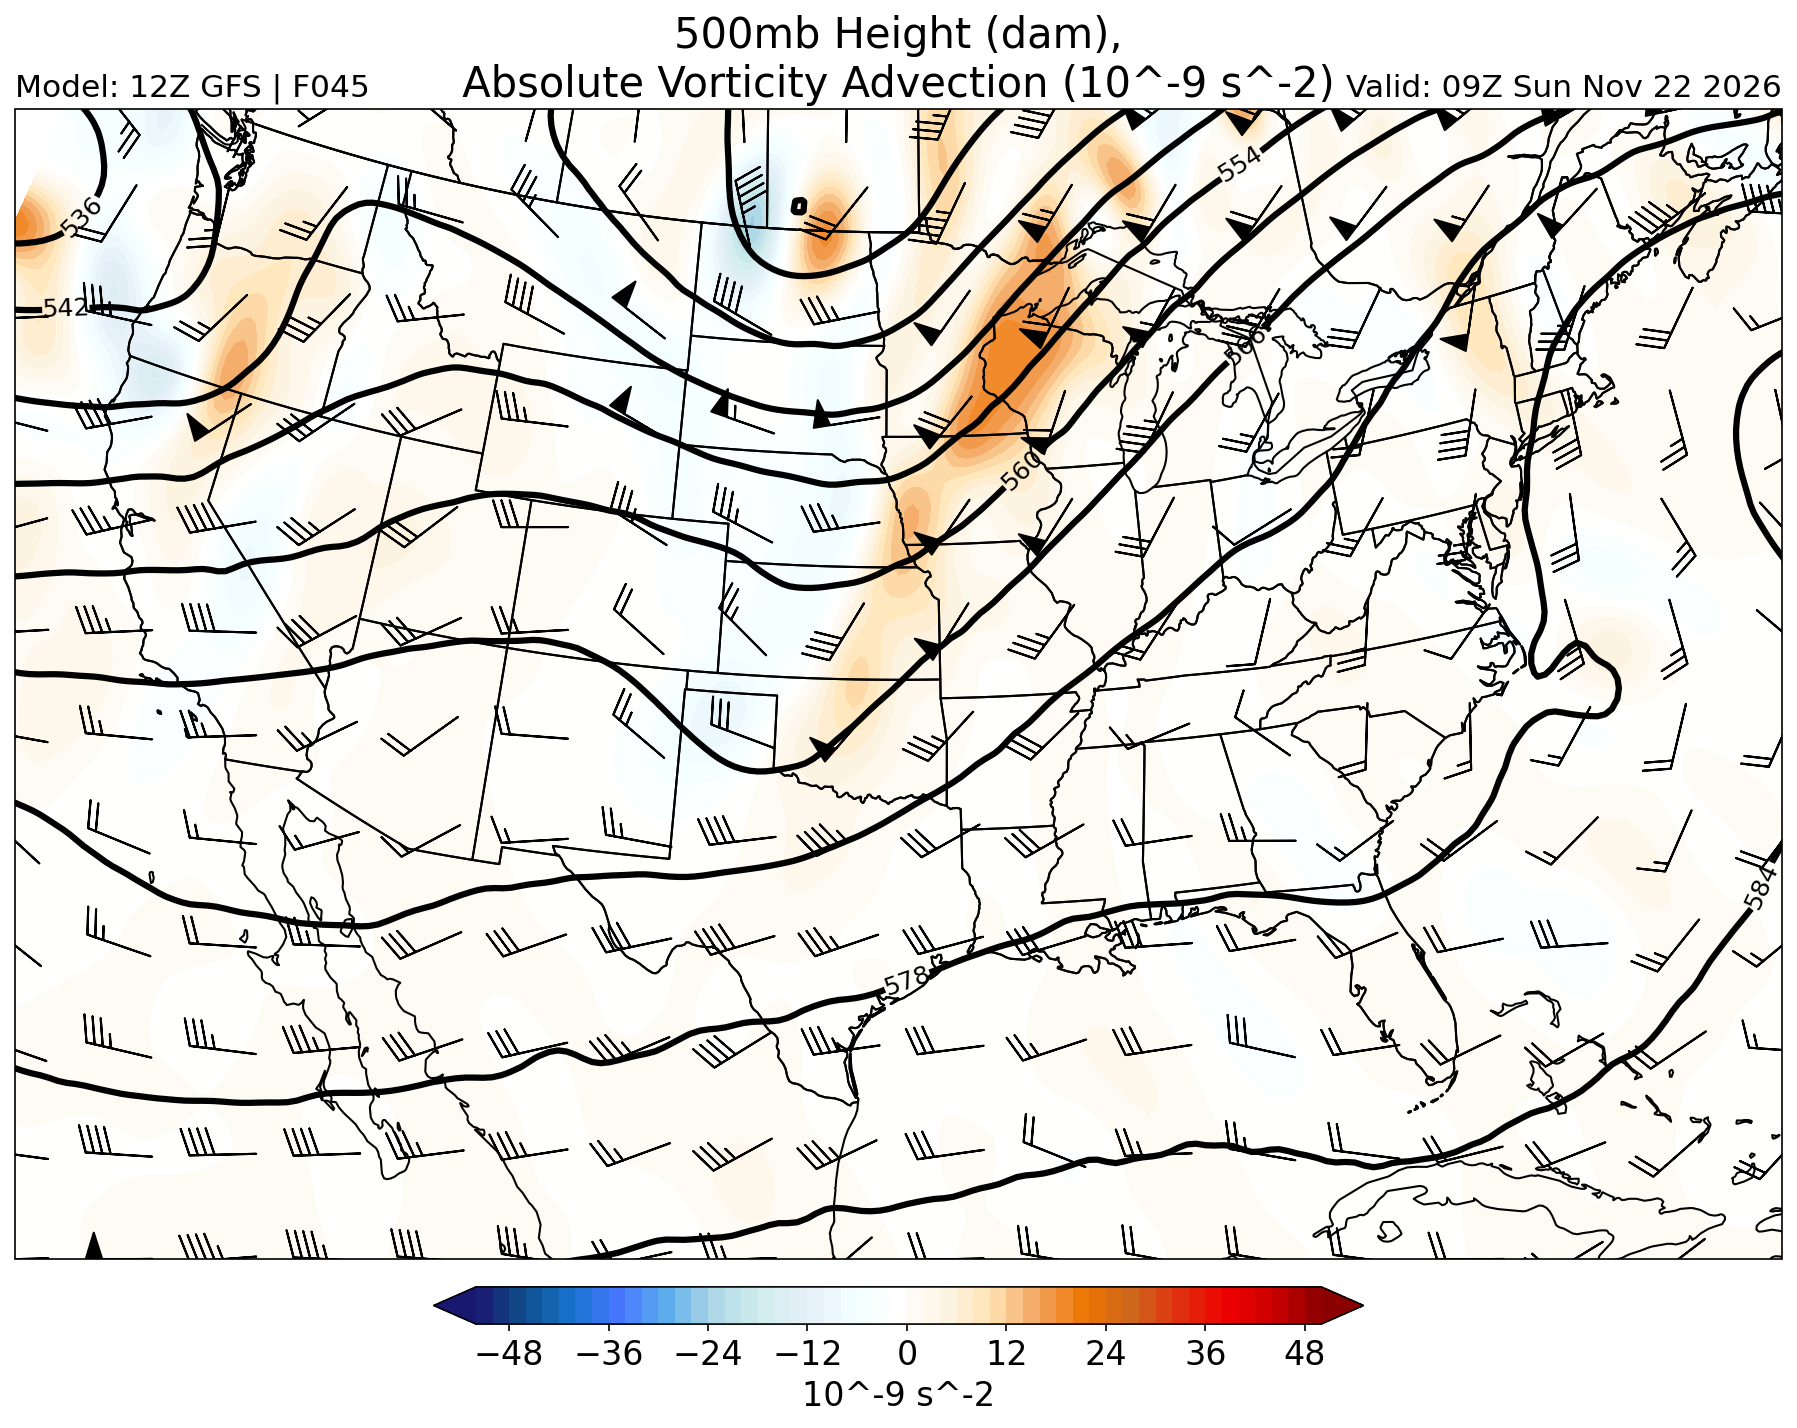 500mb Height (dam),
Model: 12Z GFS | F045
Absolute Vorticity Advection (10^-9 s^-2)
Valid: 09Z Sun Nov 22 2026
554
536
542
566
560
584
578
−48 −36 −24 −12 0 12 24 36 48
10^-9 s^-2